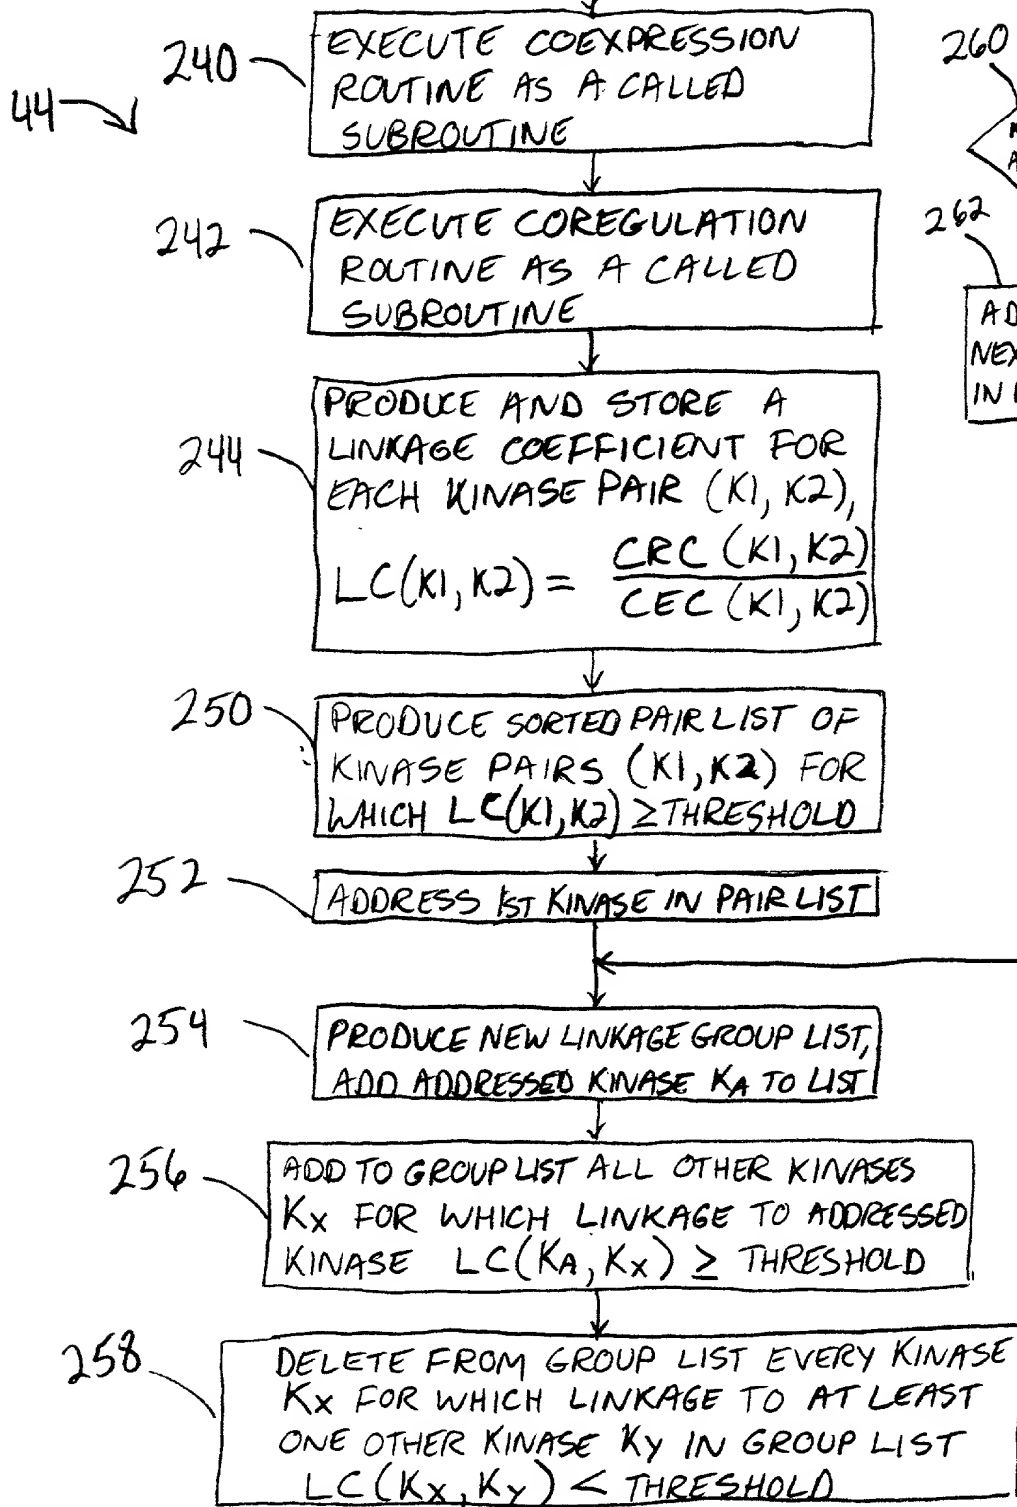 240
44
EXECUTE COEXPRESSION
ROUTINE AS A CALLED
SUBROUTINE
260
242
EXECUTE COREGULATION
ROUTINE AS A CALLED
SUBROUTINE
262
IN
244
PRODUCE AND STORE A
LINKAGE COEFFICIENT FOR
EACH KINASE PAIR (K1, K2),
LC(K1, K2) = CRC (K1, K2)
CEC (K1, K2)
250
PRODUCE SORTED PAIR LIST OF
KINASE PAIRS (K1, K2) FOR
WHICH LC(K1, K2) ≥ THRESHOLD
252
ADDRESS 1ST KINASE IN PAIR LIST
254
PRODUCE NEW LINKAGE GROUP LIST,
ADD ADDRESSED KINASE KA TO LIST
256
ADD TO GROUP LIST ALL OTHER KINASES
Kx FOR WHICH LINKAGE TO ADDRESSED
KINASE LC(KA, Kx) ≥ THRESHOLD
258
DELETE FROM GROUP LIST EVERY KINASE
Kx FOR WHICH LINKAGE TO AT LEAST
ONE OTHER KINASE Ky IN GROUP LIST
LC(Kx, Ky) < THRESHOLD